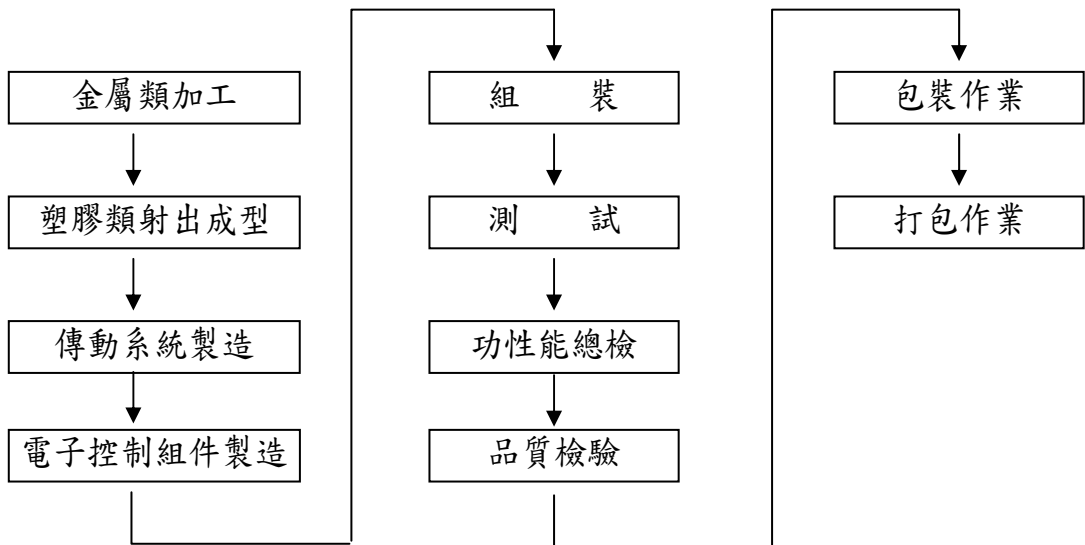 金屬類加工
塑膠類射出成型
傳動系統製造
電子控制組件製造
組　　裝
測　　試
功性能總檢
品質檢驗
包裝作業
打包作業